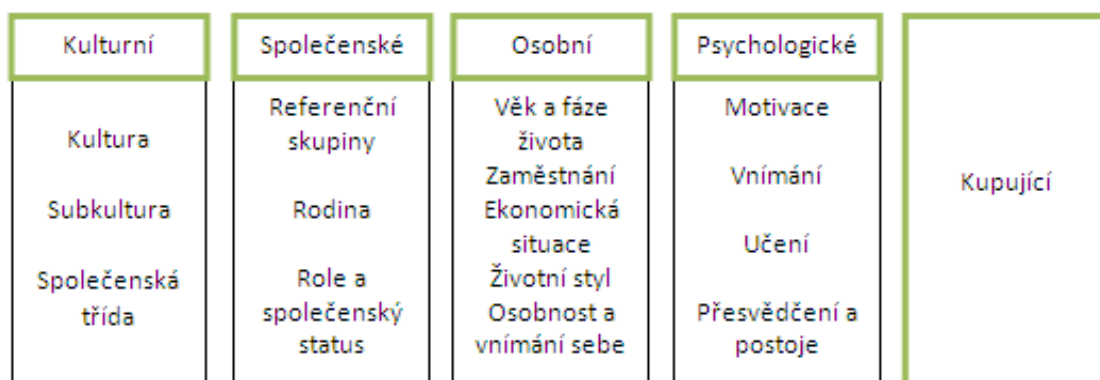 Kulturní
Kultura
Subkultura
Společenská
třída
Společenské
Referenční
skupiny
Rodina
Role a
společenský
status
Osobní
Věk a fáze
života
Zaměstnání
Ekonomická
situace
Životní styl
Osobnost a
vnímání sebe
Psychologické
Motivace
Vnímání
Učení
Přesvědčení a
postoje
Kupující